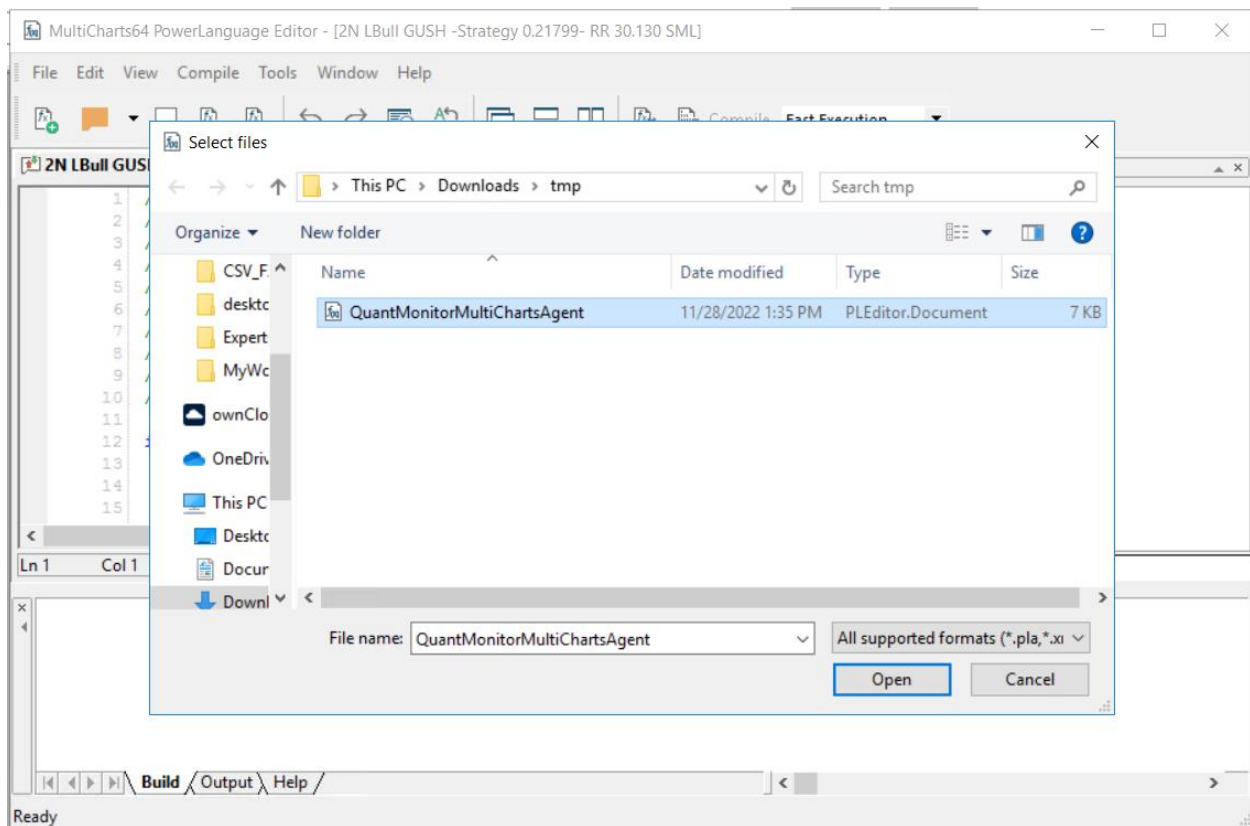 MultiCharts64 PowerLanguage Editor - [2N LBull GUSH -Strategy 0.21799- RR 30.130 SML]
File Edit View Compile Tools Window Help
Compile Fast Execution
2N LBull GUS
Select files
This PC > Downloads > tmp
Search tmp
Organize New folder
CSV_F
Name Date modified Type Size
deskto
QuantMonitorMultiChartsAgent 11/28/2022 1:35 PM PLEditor.Document 7 KB
Expert
MyWo
ownClo
OneDriv
This PC
Deskto
Docur
Downl
1
2
3
4
5
6
7
8
9
10
11
12
13
14
15
Ln 1 Col 1
File name: QuantMonitorMultiChartsAgent All supported formats (*.pla,*.x
Open Cancel
Build Output Help
Ready